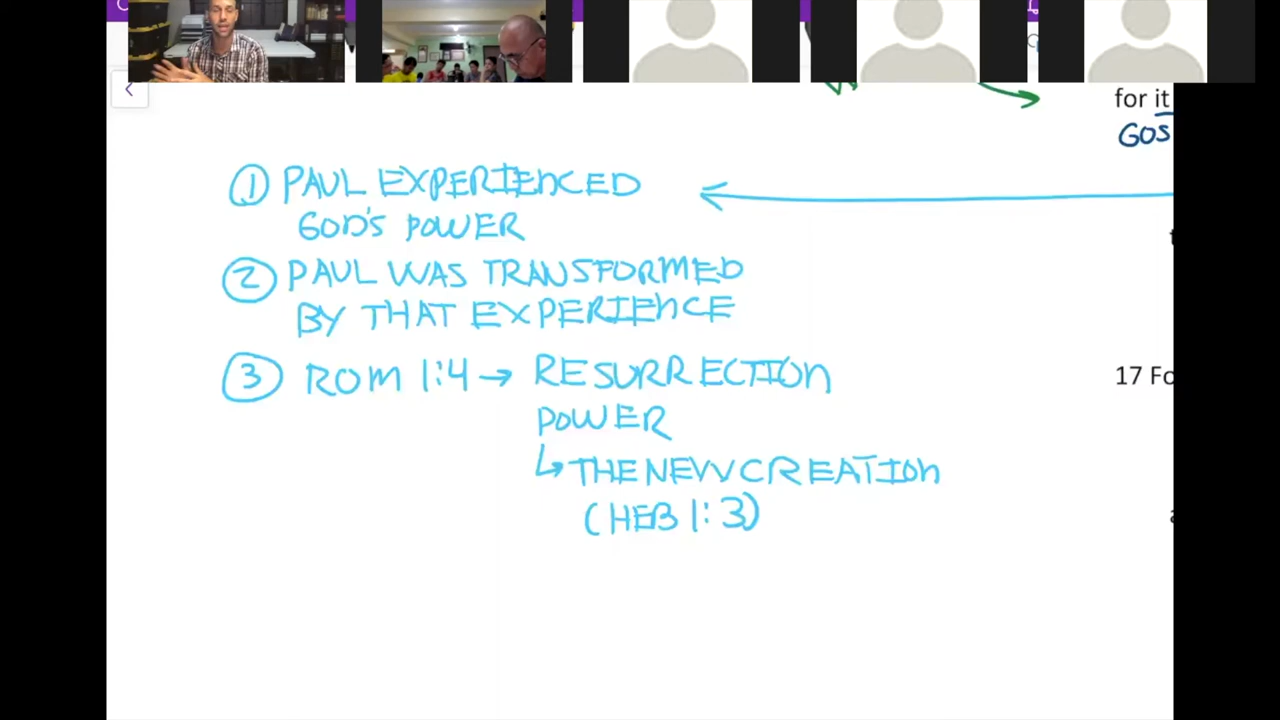 for it
GOS
① PAUL EXPERIENCED
GOD'S POWER
② PAUL WAS TRANSFORMED
BY THAT EXPERIENCE
③ ROM 1:4 → RESURRECTION
POWER
↳ THE NEW CREATION
(HEB 1:3)
17 Fo